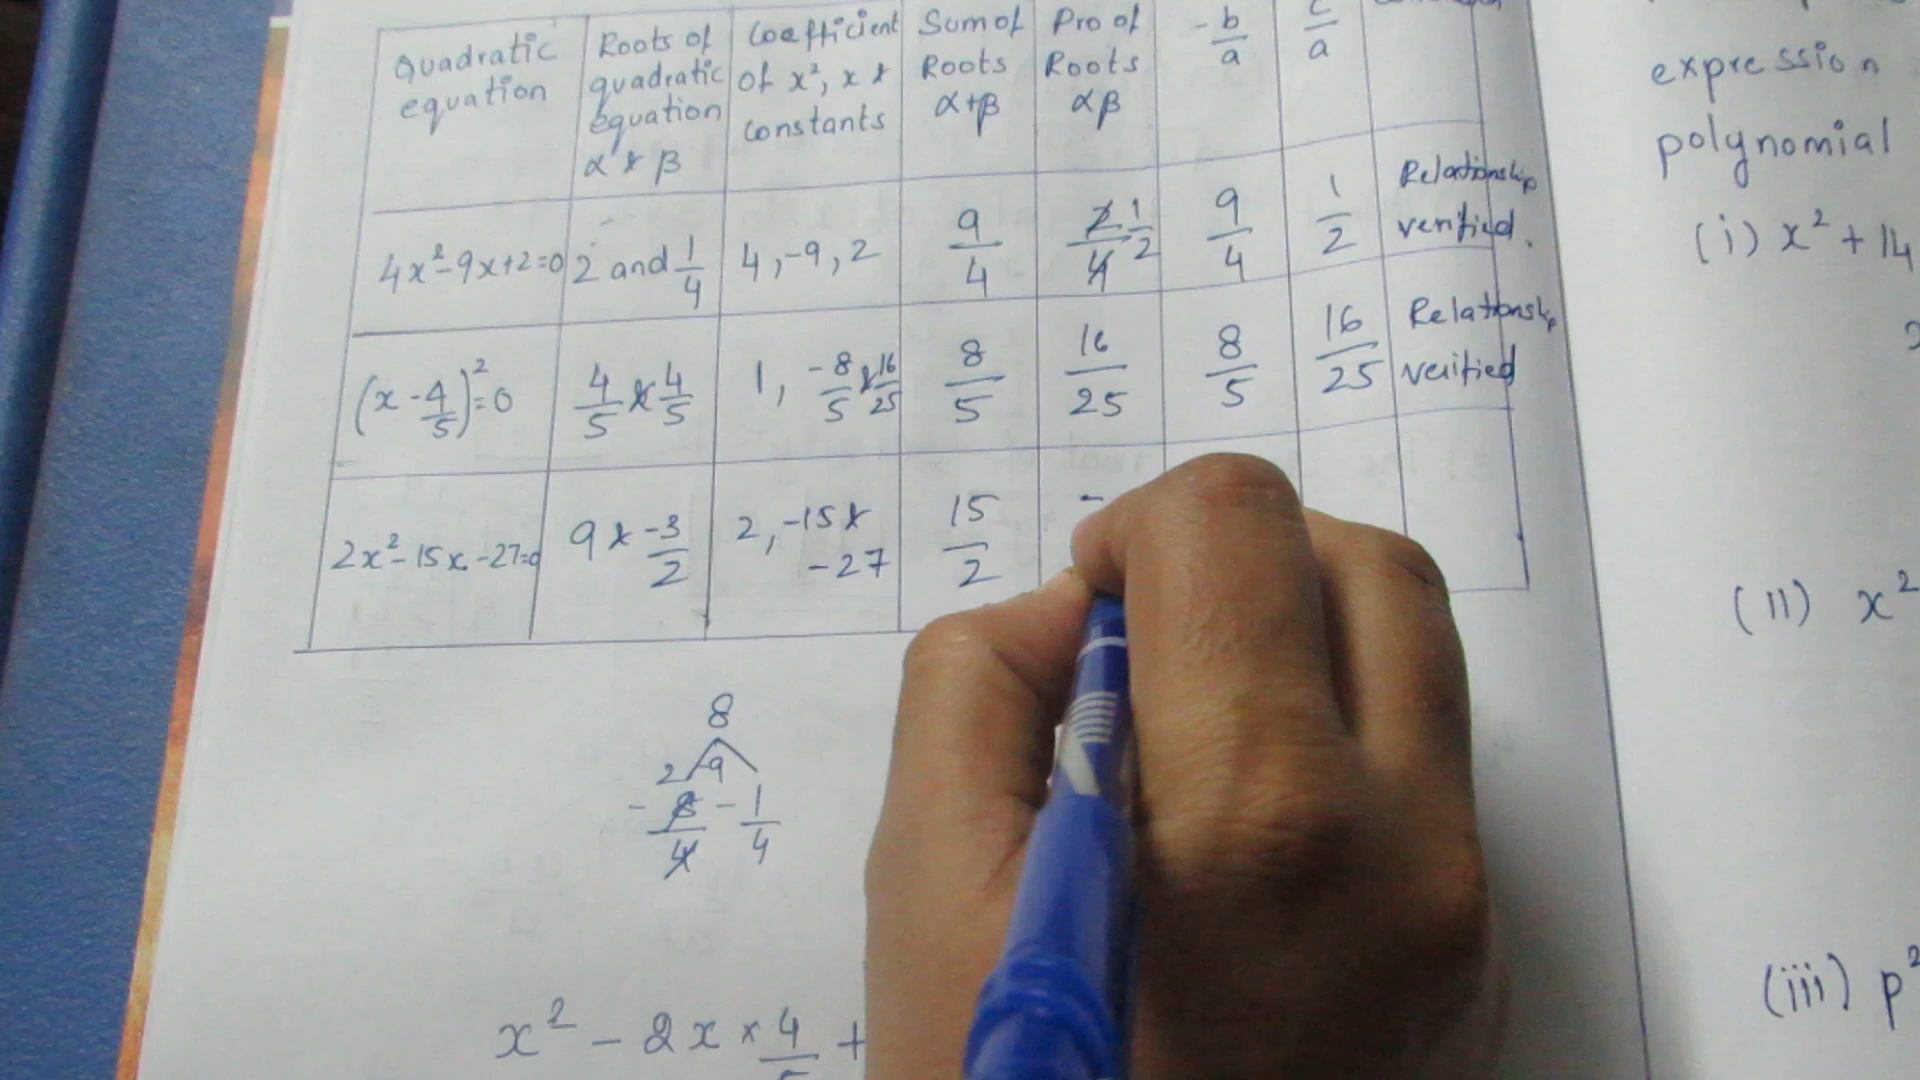 Quadratic equation | Roots of quadratic equation α & β | Coefficient of x², x & constants | Sum of Roots α+β | Pro of Roots αβ | -b/a | c/a
4x²-9x+2=0 | 2 and 1/4 | 4, -9, 2 | 9/4 | 2/4 1/2 | 9/4 | 1/2 | Relationship verified.
(x - 4/5)² = 0 | 4/5 & 4/5 | 1, -8/5 & 16/25 | 8/5 | 16/25 | 8/5 | 16/25 | Relationship verified
2x²-15x-27=0 | 9 & -3/2 | 2, -15 & -27 | 15/2 | -
8
2 9
- 8/4 - 1/4
x² - 2x × 4/5 +
expression
polynomial
(i) x² + 14
(ii) x²
(iii) p²